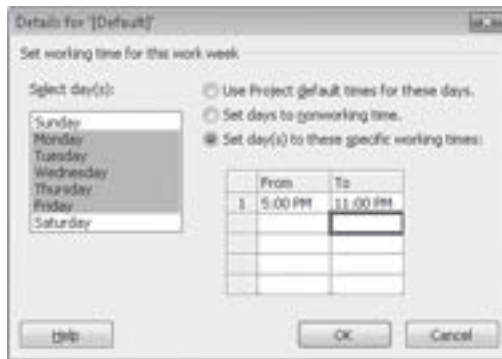 Details for '[Default]'
Set working time for this work week
Select day(s):
Sunday
Monday
Tuesday
Wednesday
Thursday
Friday
Saturday
Use Project default times for these days.
Set days to nonworking time.
Set day(s) to these specific working times:
From To
1 5:00 PM 11:00 PM
Help OK Cancel